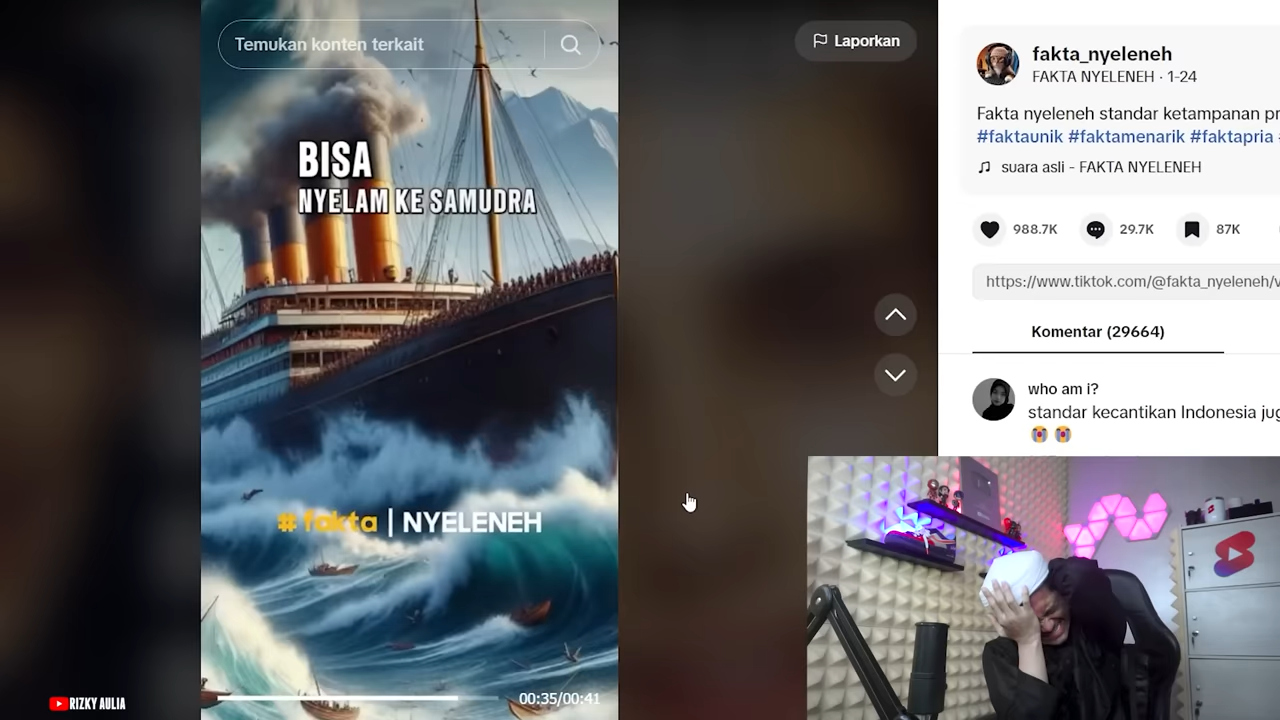 Temukan konten terkait
Laporkan
BISA
NYELAM KE SAMUDRA
# fakta | NYELENEH
00:35/00:41
RIZKY AULIA
fakta_nyeleneh
FAKTA NYELENEH · 1-24
Fakta nyeleneh standar ketampanan pr
#faktaunik #faktamenarik #faktapria
suara asli - FAKTA NYELENEH
988.7K
29.7K
87K
https://www.tiktok.com/@fakta_nyeleneh/v
Komentar (29664)
who am i?
standar kecantikan Indonesia jug